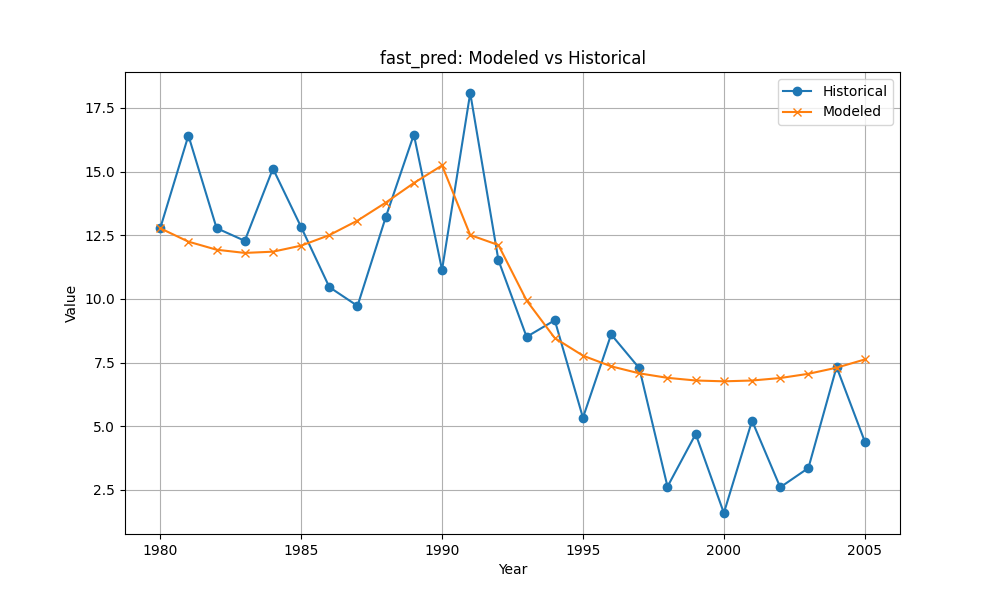 fast_pred: Modeled vs Historical
Historical
Modeled
17.5
15.0
12.5
10.0
7.5
5.0
2.5
Value
1980 1985 1990 1995 2000 2005
Year